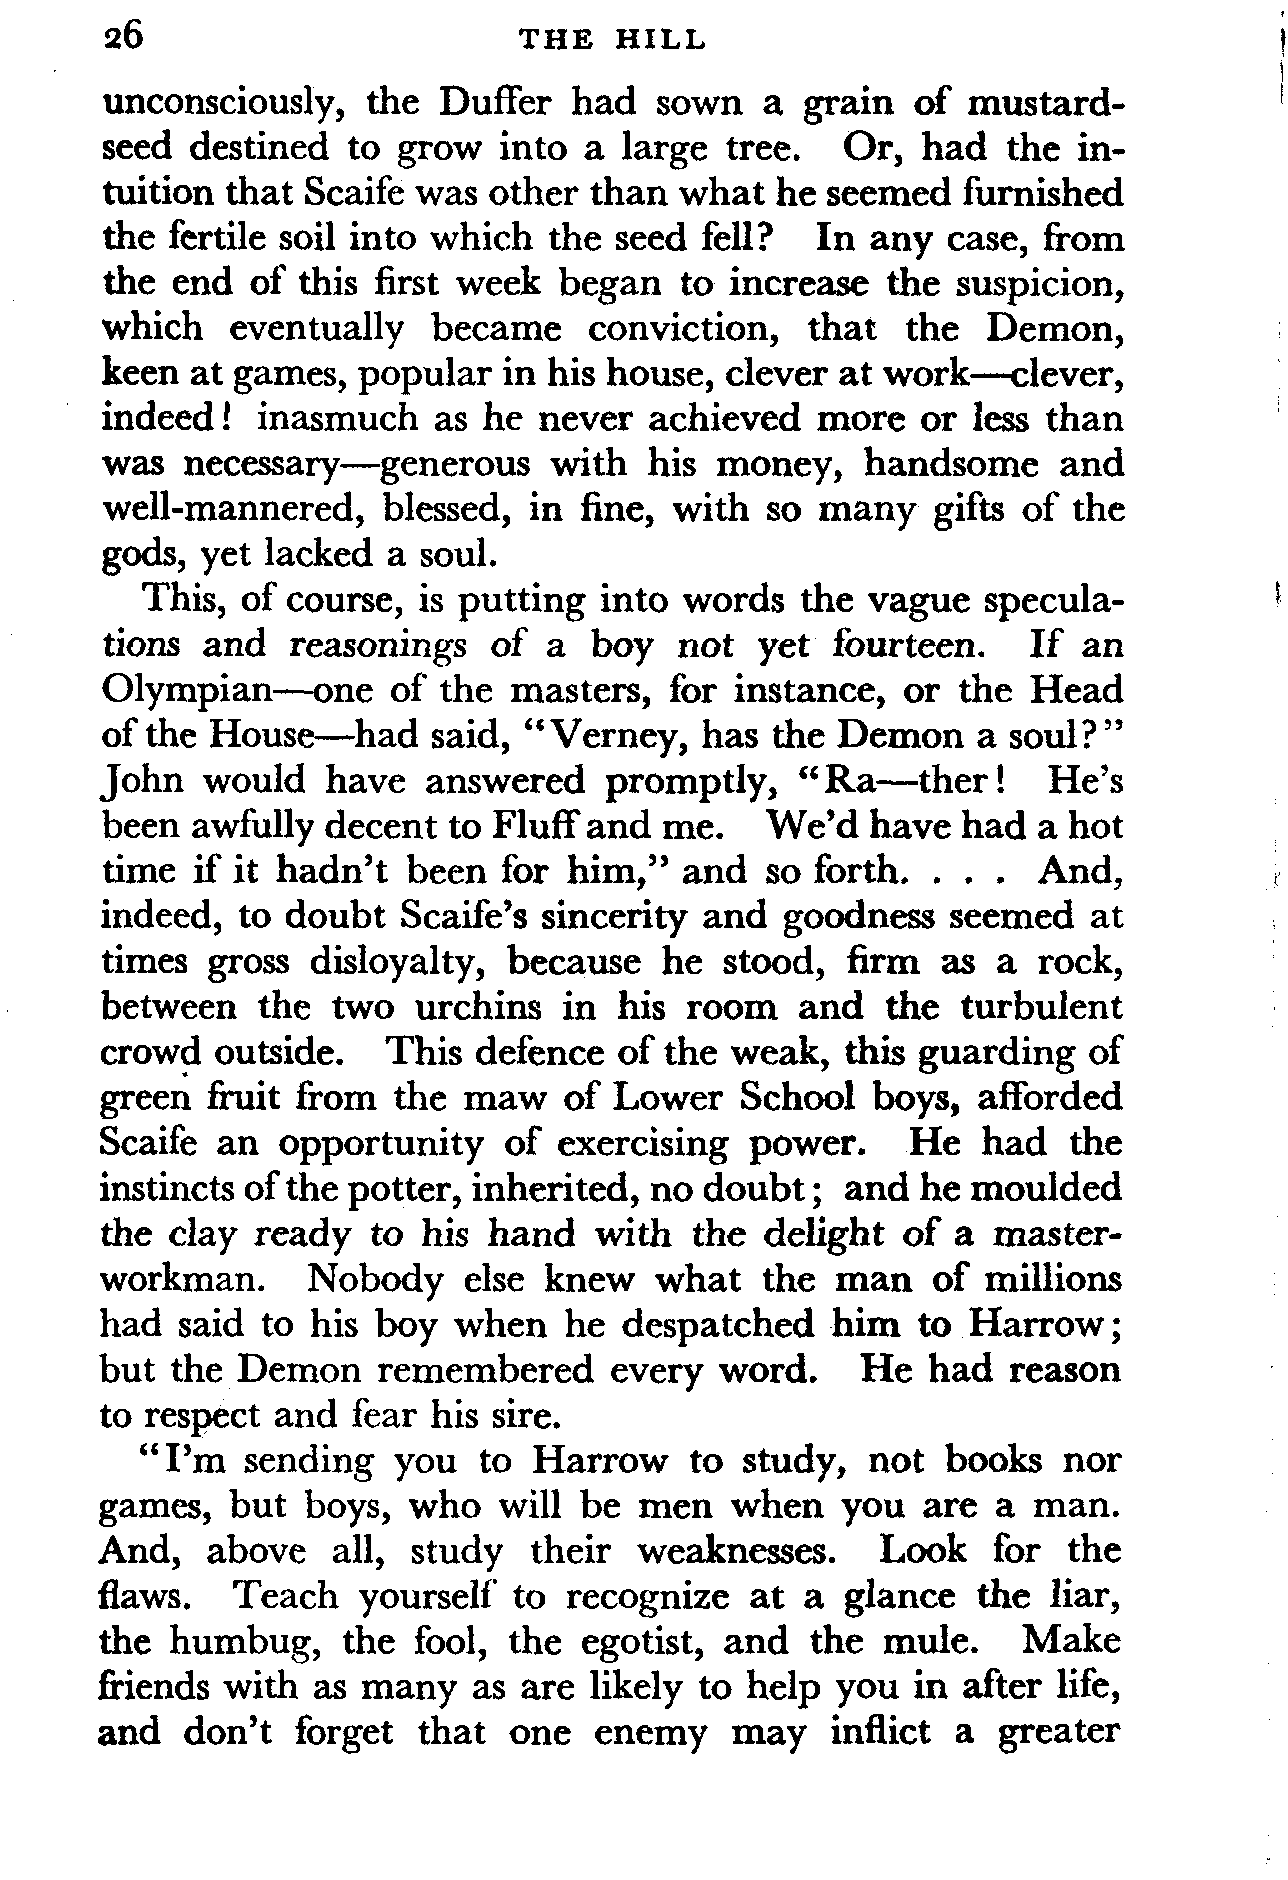 26 THE HILL
unconsciously, the Duffer had sown a grain of mustard-
seed destined to grow into a large tree. Or, had the in-
tuition that Scaife was other than what he seemed furnished
the fertile soil into which the seed fell? In any case, from
the end of this first week began to increase the suspicion,
which eventually became conviction, that the Demon,
keen at games, popular in his house, clever at work—clever,
indeed! inasmuch as he never achieved more or less than
was necessary—generous with his money, handsome and
well-mannered, blessed, in fine, with so many gifts of the
gods, yet lacked a soul.
This, of course, is putting into words the vague specula-
tions and reasonings of a boy not yet fourteen. If an
Olympian—one of the masters, for instance, or the Head
of the House—had said, “Verney, has the Demon a soul?”
John would have answered promptly, “Ra—ther! He’s
been awfully decent to Fluff and me. We’d have had a hot
time if it hadn’t been for him,” and so forth. . . . And,
indeed, to doubt Scaife’s sincerity and goodness seemed at
times gross disloyalty, because he stood, firm as a rock,
between the two urchins in his room and the turbulent
crowd outside. This defence of the weak, this guarding of
green fruit from the maw of Lower School boys, afforded
Scaife an opportunity of exercising power. He had the
instincts of the potter, inherited, no doubt; and he moulded
the clay ready to his hand with the delight of a master-
workman. Nobody else knew what the man of millions
had said to his boy when he despatched him to Harrow;
but the Demon remembered every word. He had reason
to respect and fear his sire.
“I’m sending you to Harrow to study, not books nor
games, but boys, who will be men when you are a man.
And, above all, study their weaknesses. Look for the
flaws. Teach yourself to recognize at a glance the liar,
the humbug, the fool, the egotist, and the mule. Make
friends with as many as are likely to help you in after life,
and don’t forget that one enemy may inflict a greater